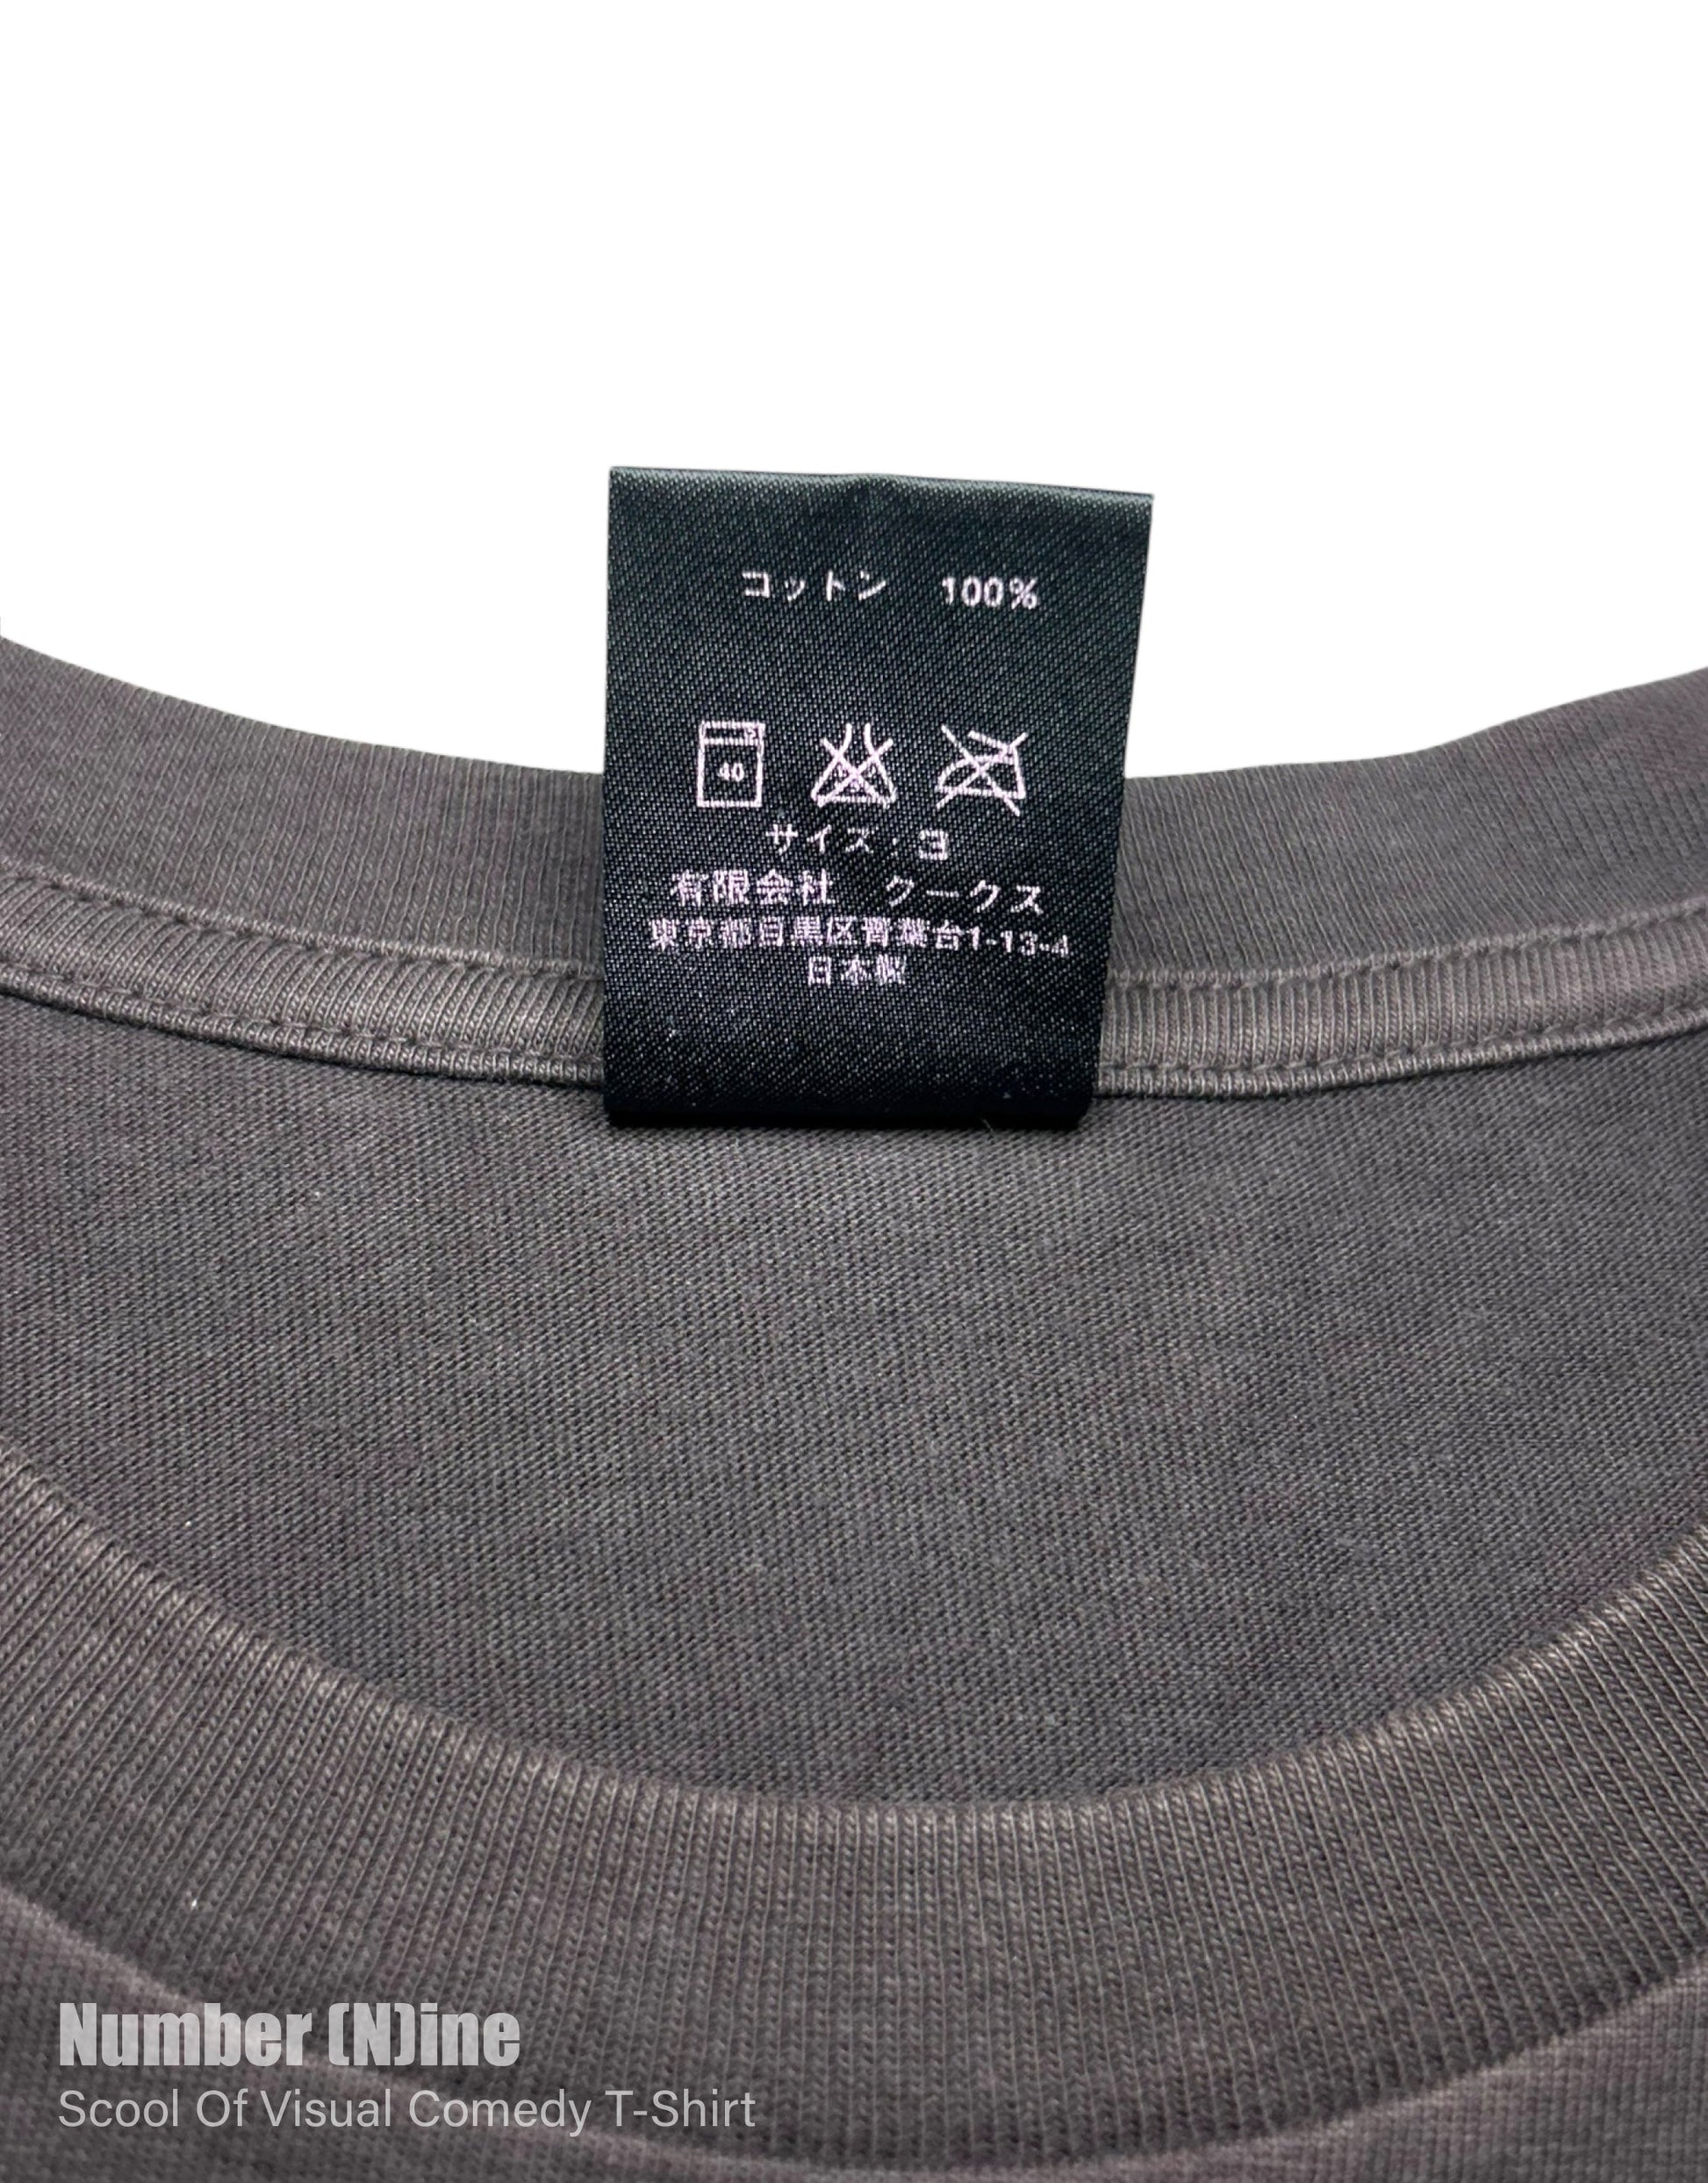 コットン 100%
40
サイズ:3
有限会社 クークス
東京都目黒区青葉台1-13-4
日本製
Number (N)ine
Scool Of Visual Comedy T-Shirt